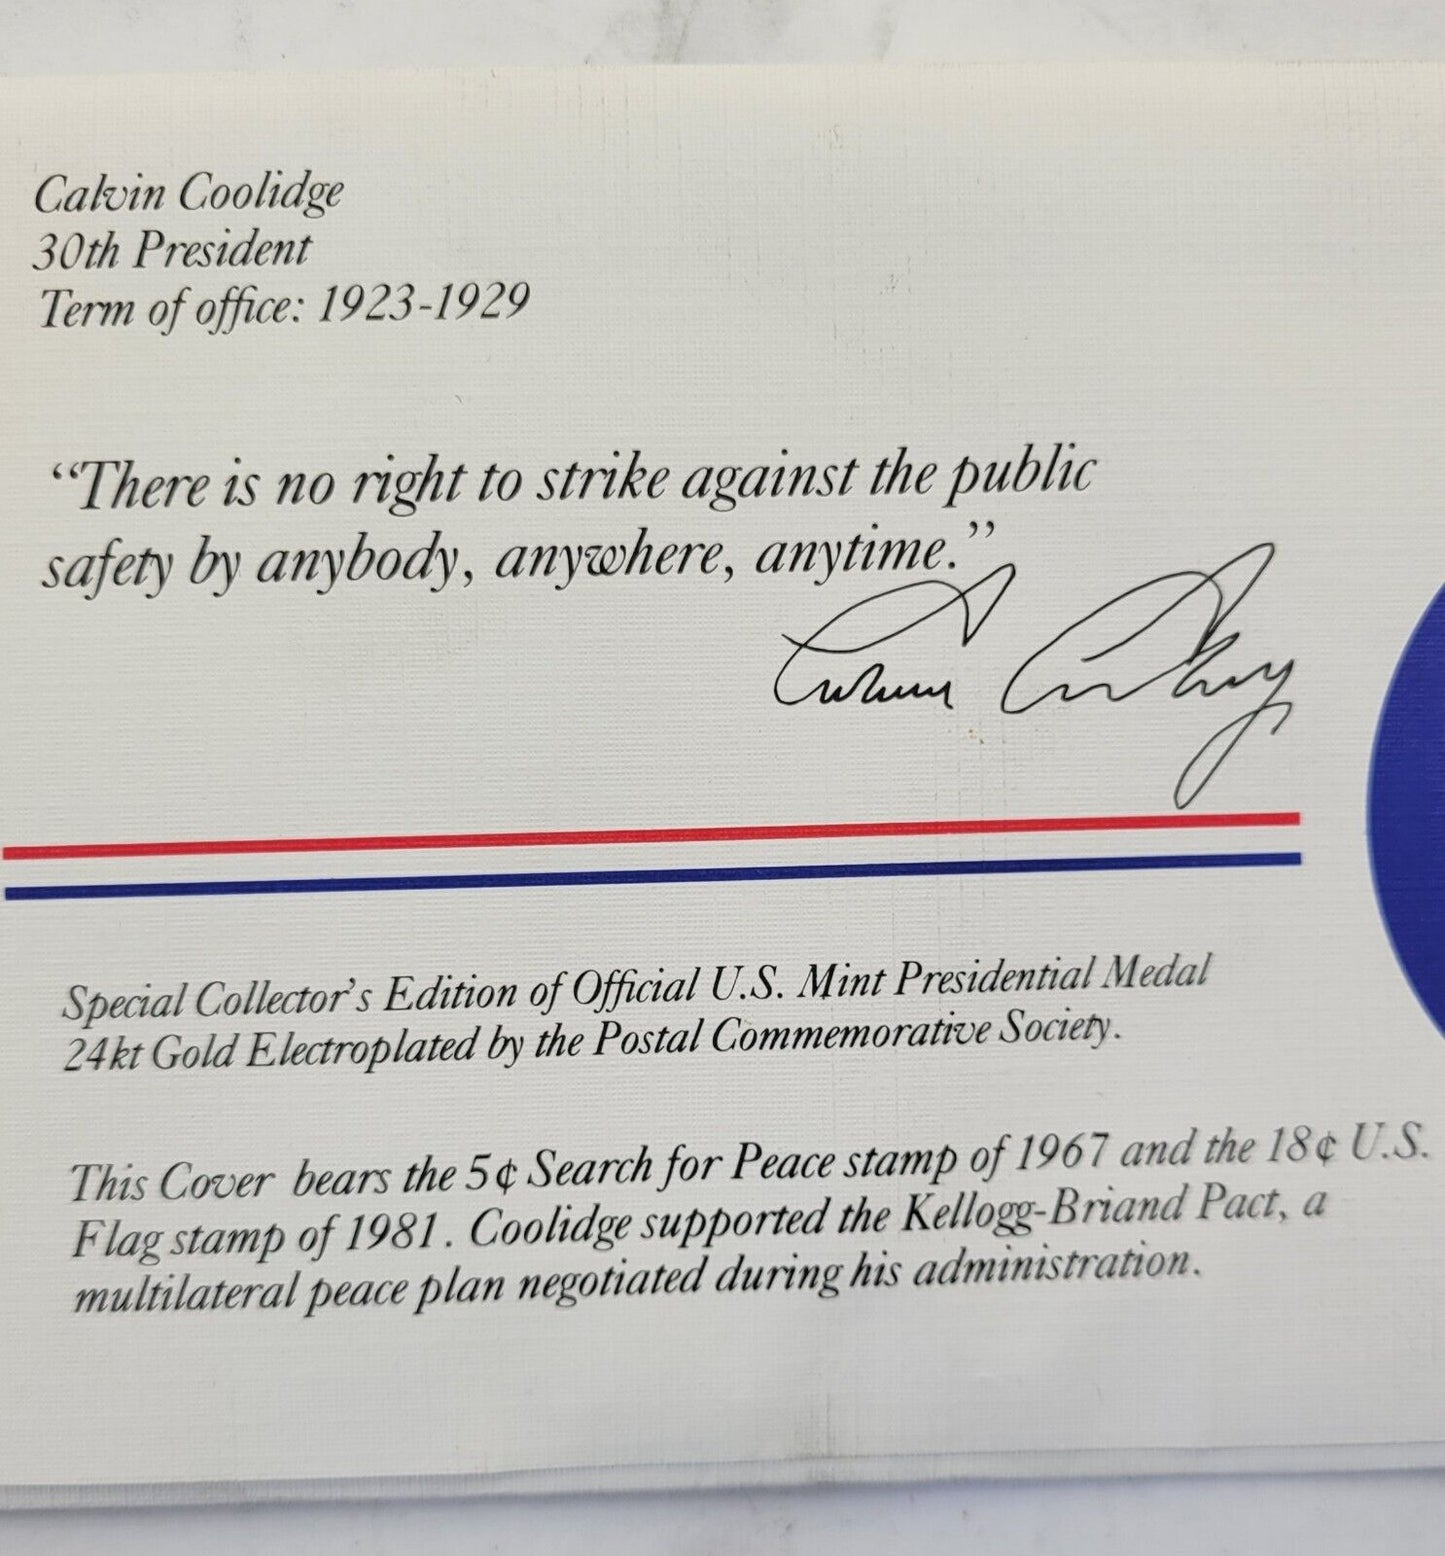 Calvin Coolidge
30th President
Term of office: 1923-1929
“There is no right to strike against the public
safety by anybody, anywhere, anytime.”
Calvin Coolidge
Special Collector's Edition of Official U.S. Mint Presidential Medal
24kt Gold Electroplated by the Postal Commemorative Society.
This Cover bears the 5¢ Search for Peace stamp of 1967 and the 18¢ U.S.
Flag stamp of 1981. Coolidge supported the Kellogg-Briand Pact, a
multilateral peace plan negotiated during his administration.